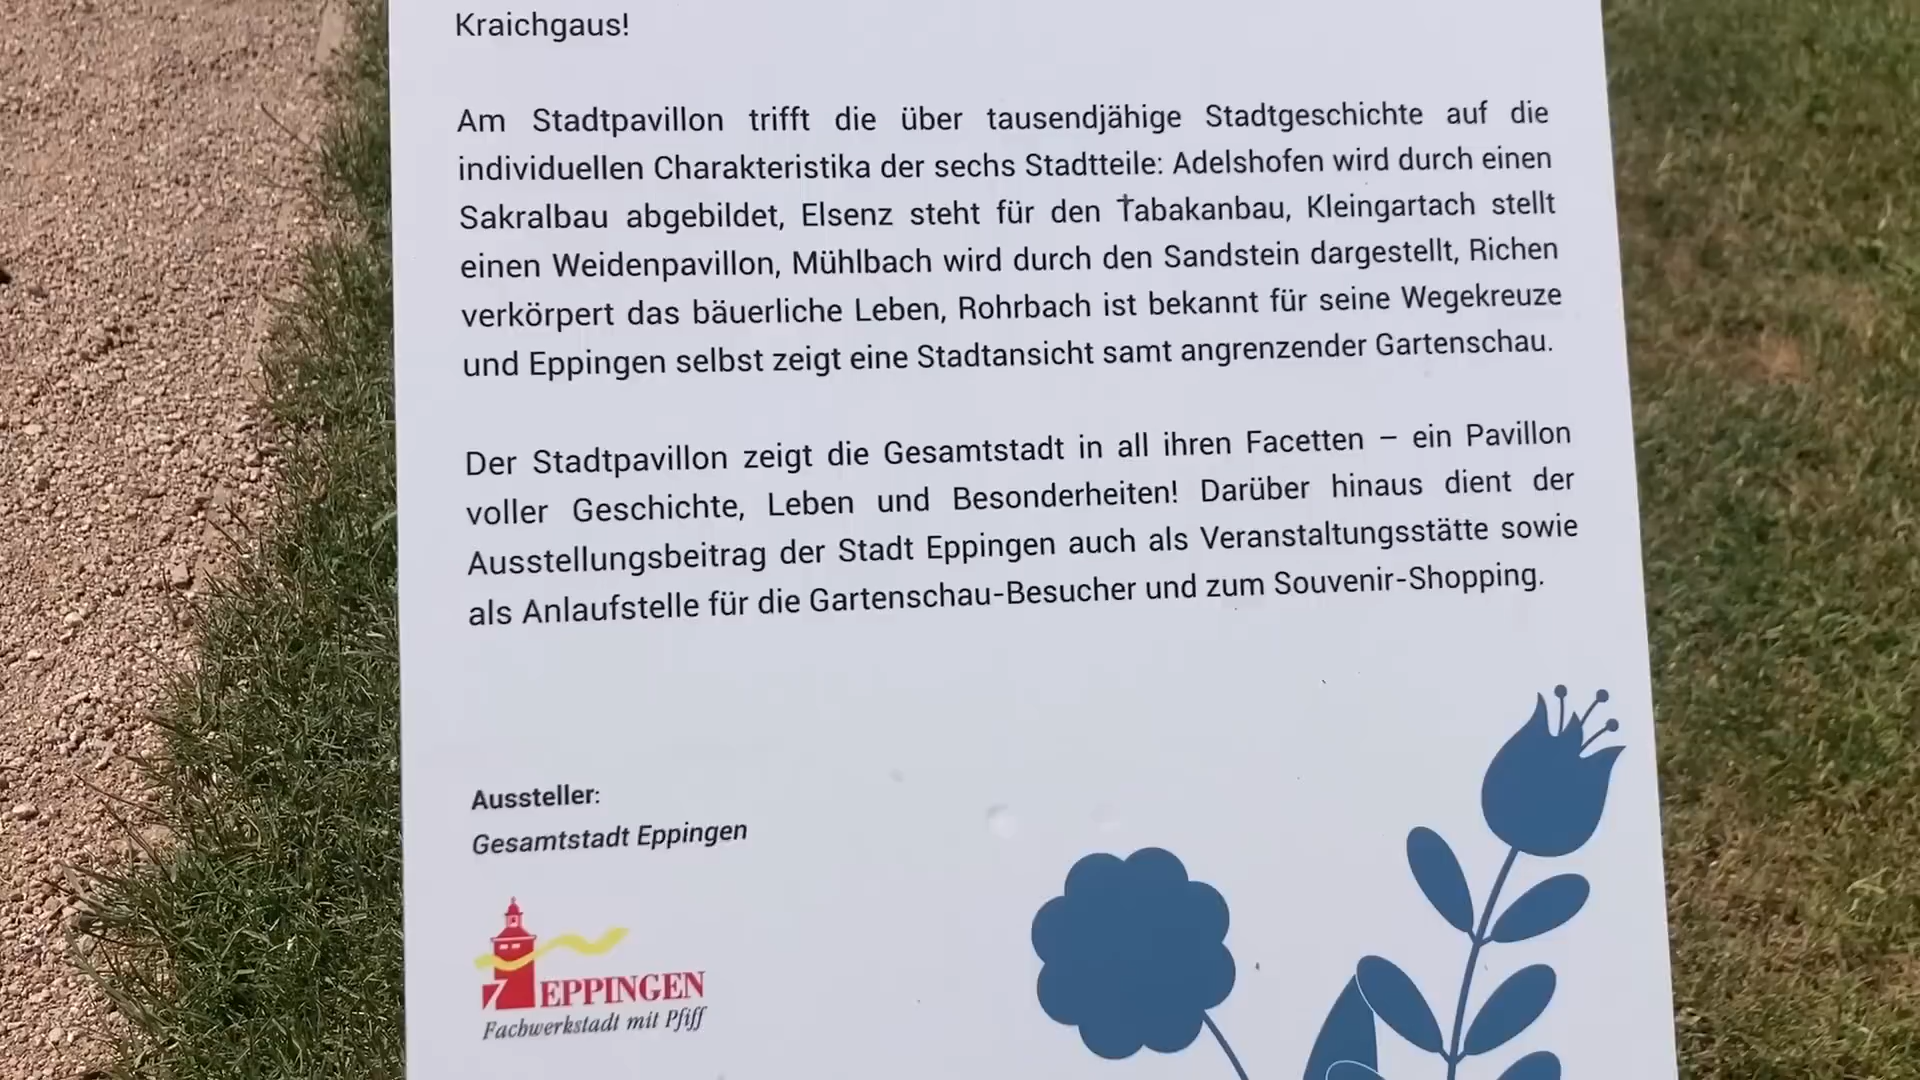 Kraichgaus!
Am Stadtpavillon trifft die über tausendjähige Stadtgeschichte auf die
individuellen Charakteristika der sechs Stadtteile: Adelshofen wird durch einen
Sakralbau abgebildet, Elsenz steht für den Tabakanbau, Kleingartach stellt
einen Weidenpavillon, Mühlbach wird durch den Sandstein dargestellt, Richen
verkörpert das bäuerliche Leben, Rohrbach ist bekannt für seine Wegekreuze
und Eppingen selbst zeigt eine Stadtansicht samt angrenzender Gartenschau.
Der Stadtpavillon zeigt die Gesamtstadt in all ihren Facetten – ein Pavillon
voller Geschichte, Leben und Besonderheiten! Darüber hinaus dient der
Ausstellungsbeitrag der Stadt Eppingen auch als Veranstaltungsstätte sowie
als Anlaufstelle für die Gartenschau-Besucher und zum Souvenir-Shopping.
Aussteller:
Gesamtstadt Eppingen
EPPINGEN
Fachwerkstadt mit Pfiff